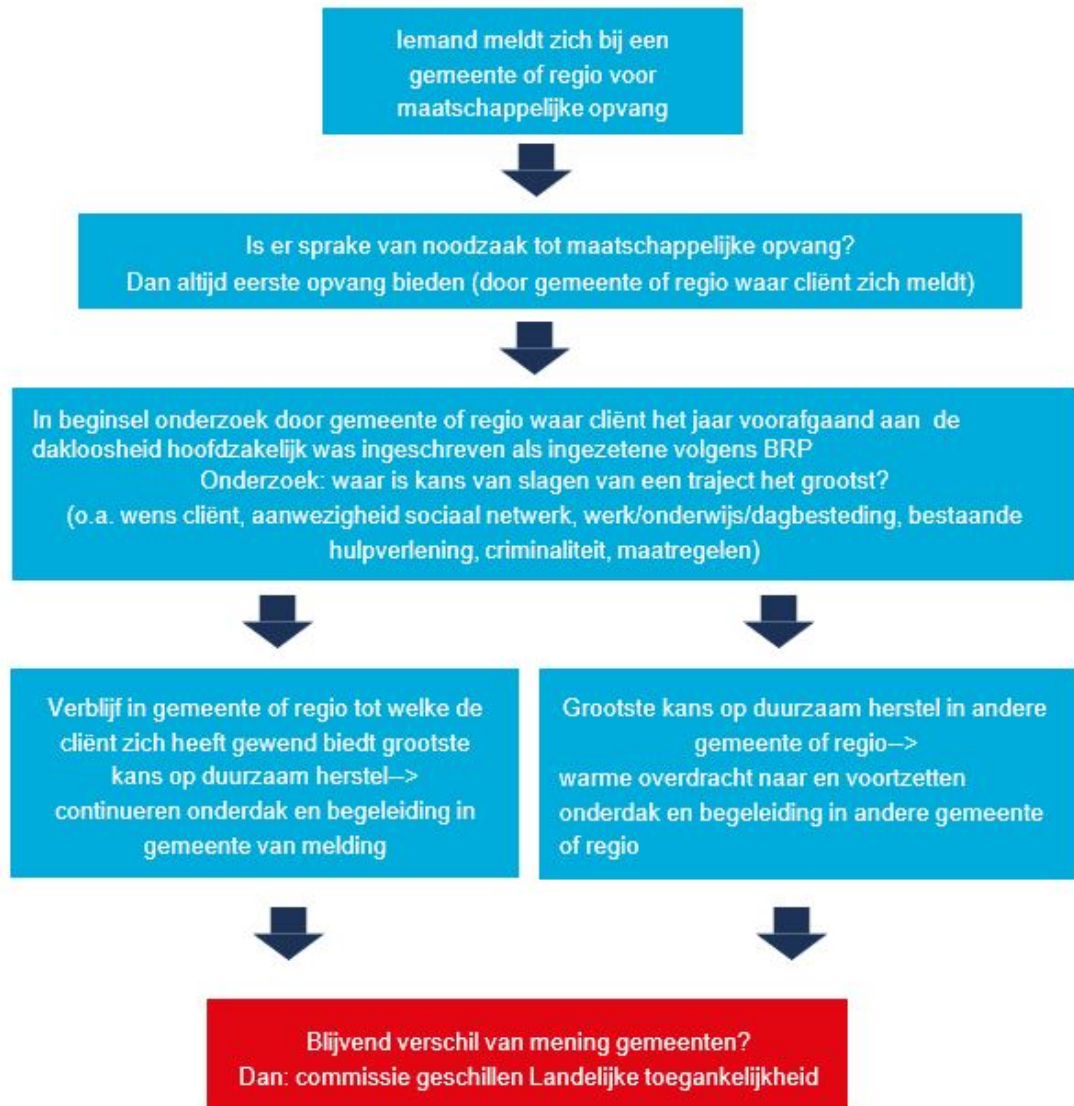 Iemand meldt zich bij een
gemeente of regio voor
maatschappelijke opvang
Is er sprake van noodzaak tot maatschappelijke opvang?
Dan altijd eerste opvang bieden (door gemeente of regio waar cliënt zich meldt)
In beginsel onderzoek door gemeente of regio waar cliënt het jaar voorafgaand aan de
dakloosheid hoofdzakelijk was ingeschreven als ingezetene volgens BRP
Onderzoek: waar is kans van slagen van een traject het grootst?
(o.a. wens cliënt, aanwezigheid sociaal netwerk, werk/onderwijs/dagbesteding, bestaande
hulpverlening, criminaliteit, maatregelen)
Verblijf in gemeente of regio tot welke de
cliënt zich heeft gewend biedt grootste
kans op duurzaam herstel-->
continueren onderdak en begeleiding in
gemeente van melding
Grootste kans op duurzaam herstel in andere
gemeente of regio-->
warme overdracht naar en voortzetten
onderdak en begeleiding in andere gemeente
of regio
Blijvend verschil van mening gemeenten?
Dan: commissie geschillen Landelijke toegankelijkheid